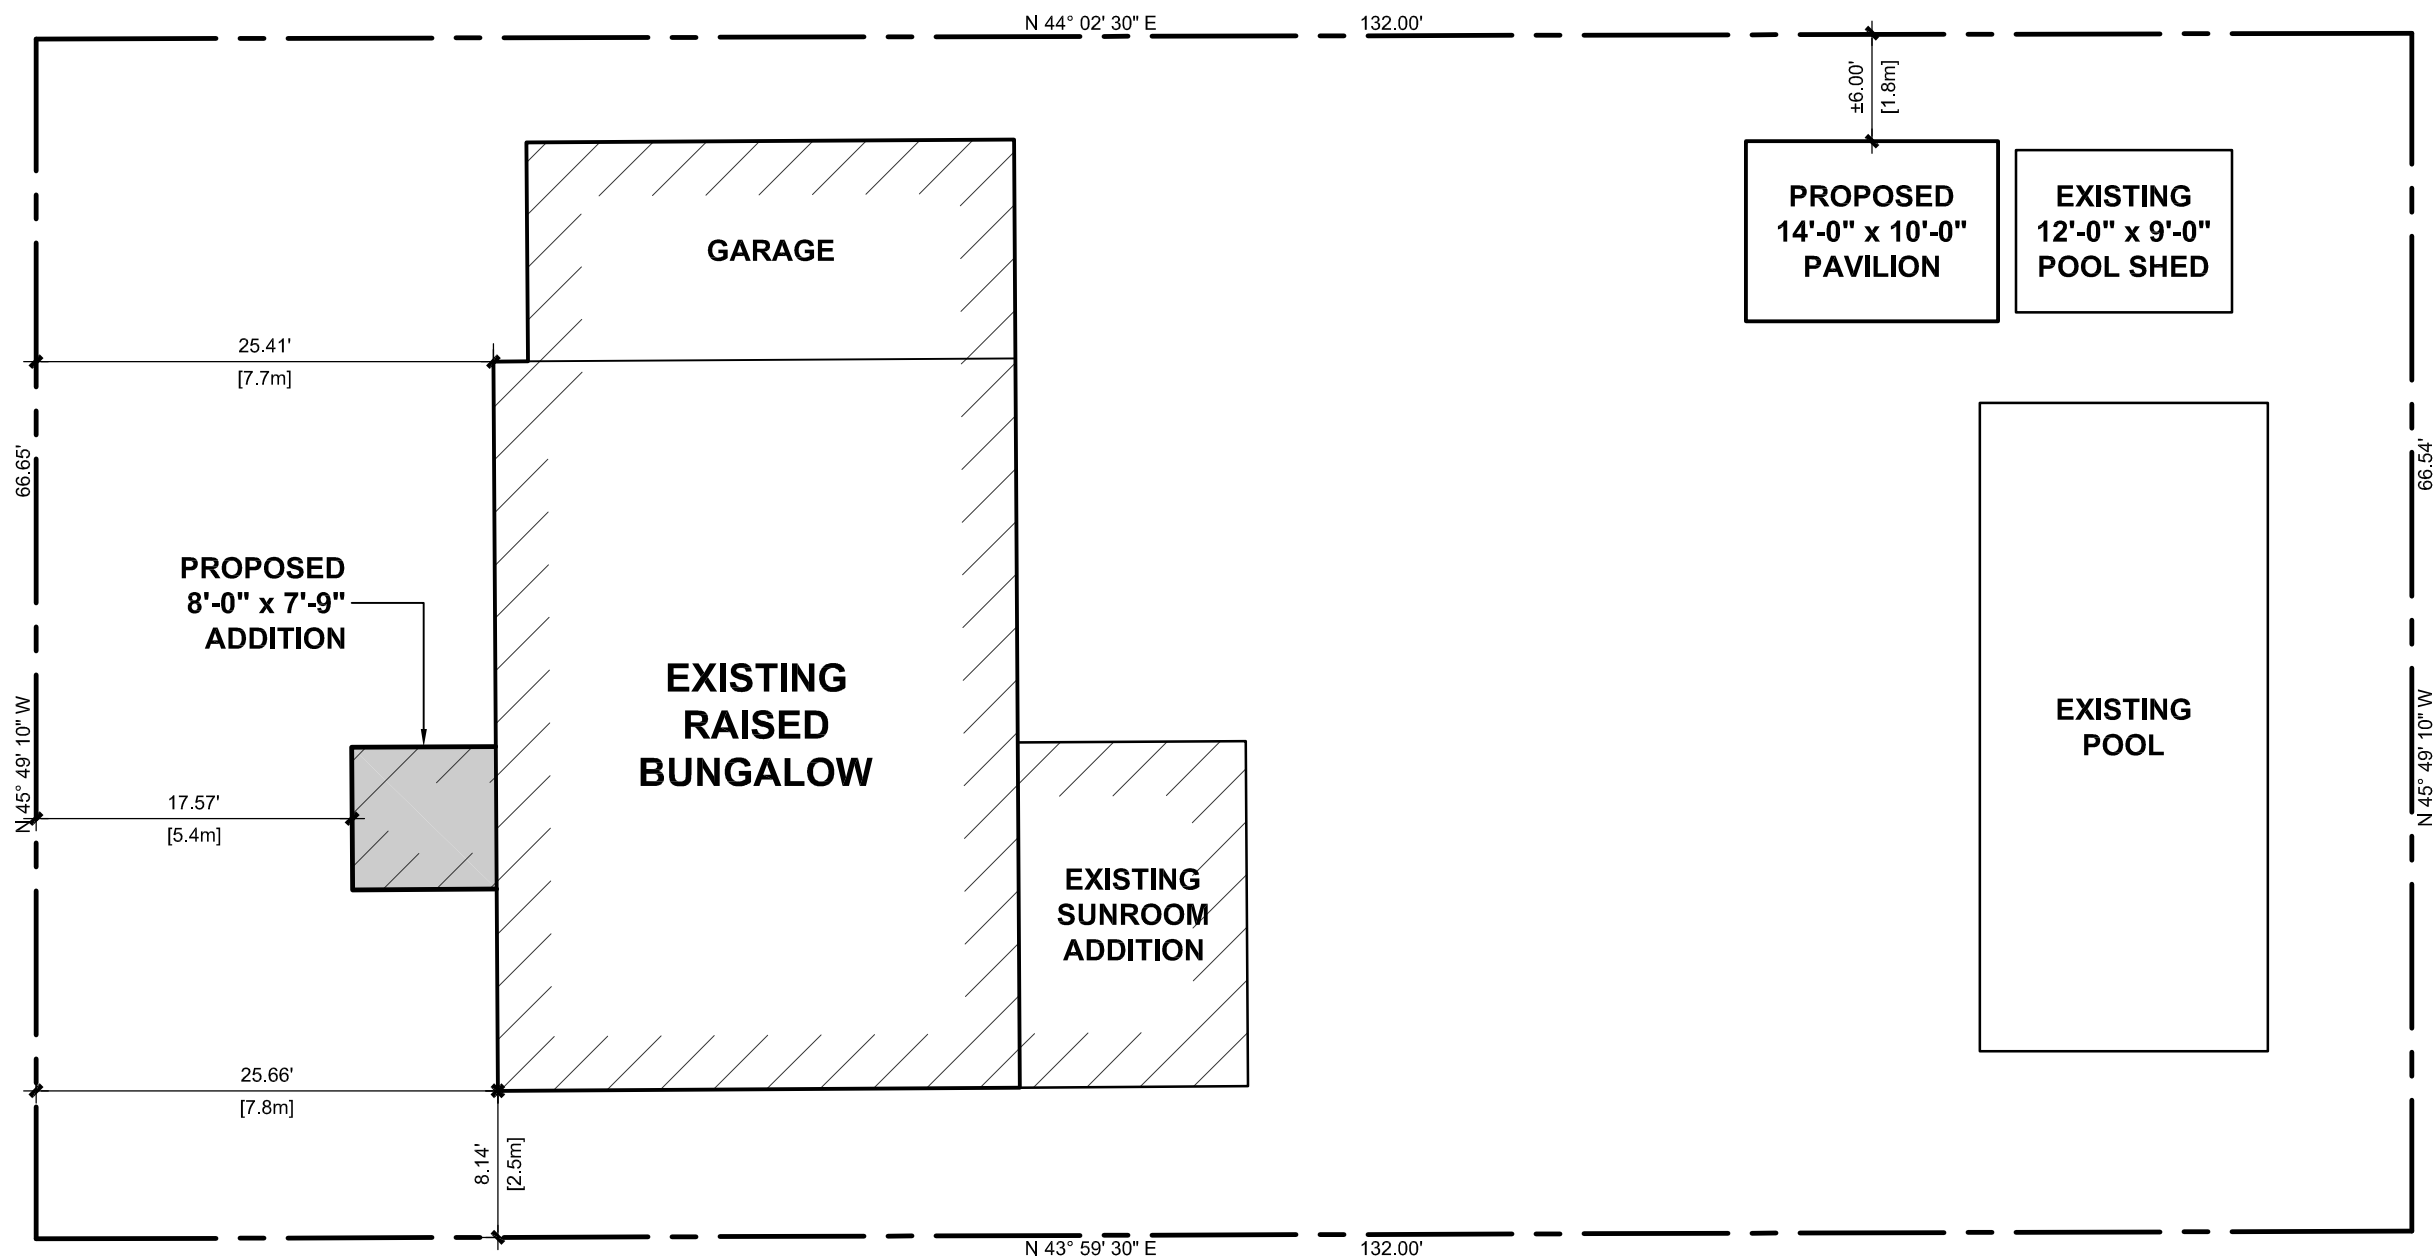 N 44° 02' 30" E 132.00'
±6.00'
[1.8m]
PROPOSED
14'-0" x 10'-0"
PAVILION
EXISTING
12'-0" x 9'-0"
POOL SHED
GARAGE
25.41'
[7.7m]
66.65'
N 45° 49' 10" W
66.54'
N 45° 49' 10" W
PROPOSED
8'-0" x 7'-9"
ADDITION
EXISTING
RAISED
BUNGALOW
EXISTING
POOL
17.57'
[5.4m]
EXISTING
SUNROOM
ADDITION
25.66'
[7.8m]
8.14'
[2.5m]
N 43° 59' 30" E 132.00'